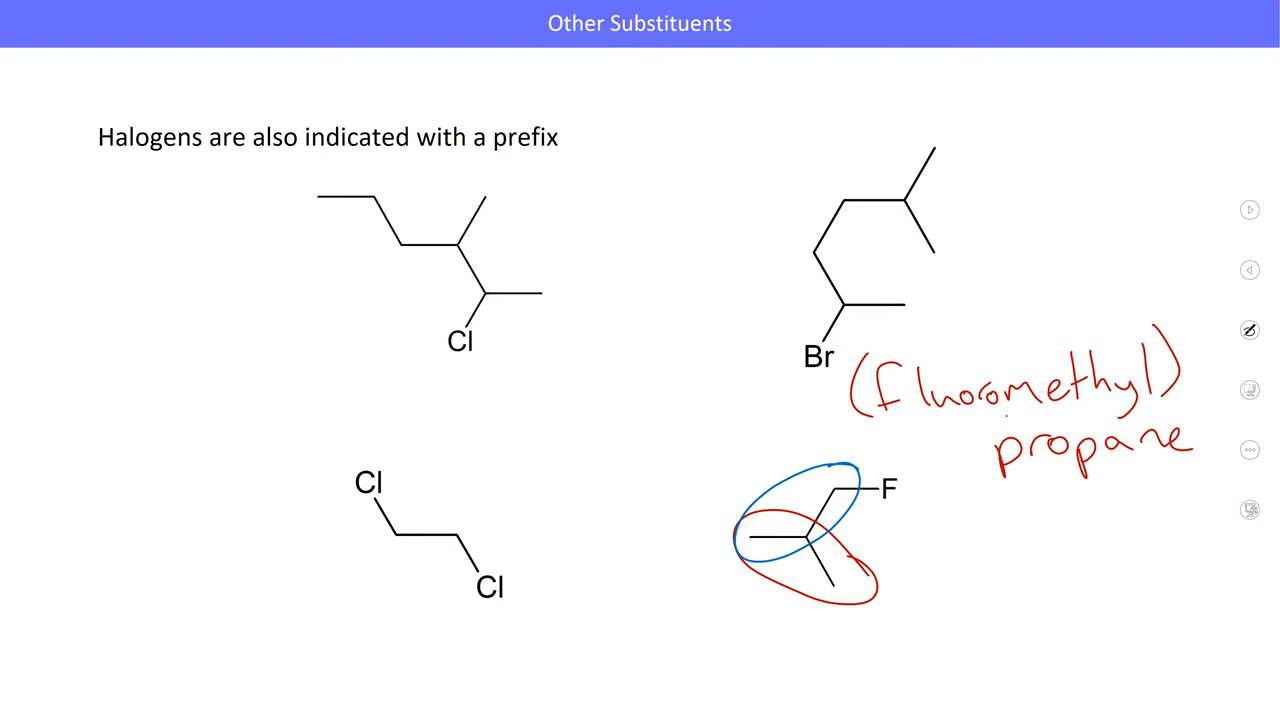 Other Substituents
Halogens are also indicated with a prefix
Cl
Br
(fluoromethyl)
propane
Cl
F
Cl